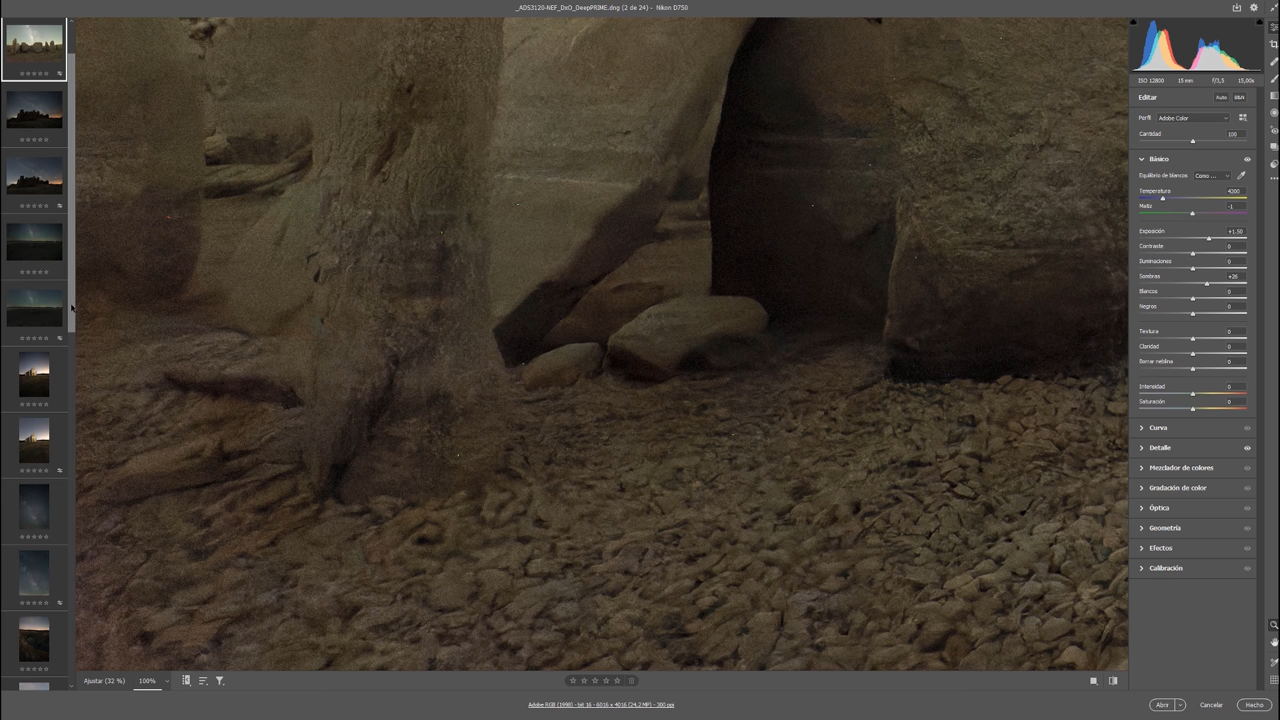 _ADS3120-NEF_DxO_DeepPRIME.dng (2 de 24) - Nikon D750
ISO 12800 15 mm f/3,5 15,00s
Editar Auto B&N
Perfil Adobe Color
Cantidad 100
Básico
Equilibrio de blancos Como ...
Temperatura 4200
Matiz -1
Exposición +1.50
Contraste 0
Iluminaciones 0
Sombras +26
Blancos 0
Negros 0
Textura 0
Claridad 0
Borrar neblina 0
Intensidad 0
Saturación 0
Curva
Detalle
Mezclador de colores
Gradación de color
Óptica
Geometría
Efectos
Calibración
Ajustar (32 %) 100%
Adobe RGB (1998) - bit 16 - 6016 x 4016 (24,2 MP) - 300 ppi
Abrir Cancelar Hecho